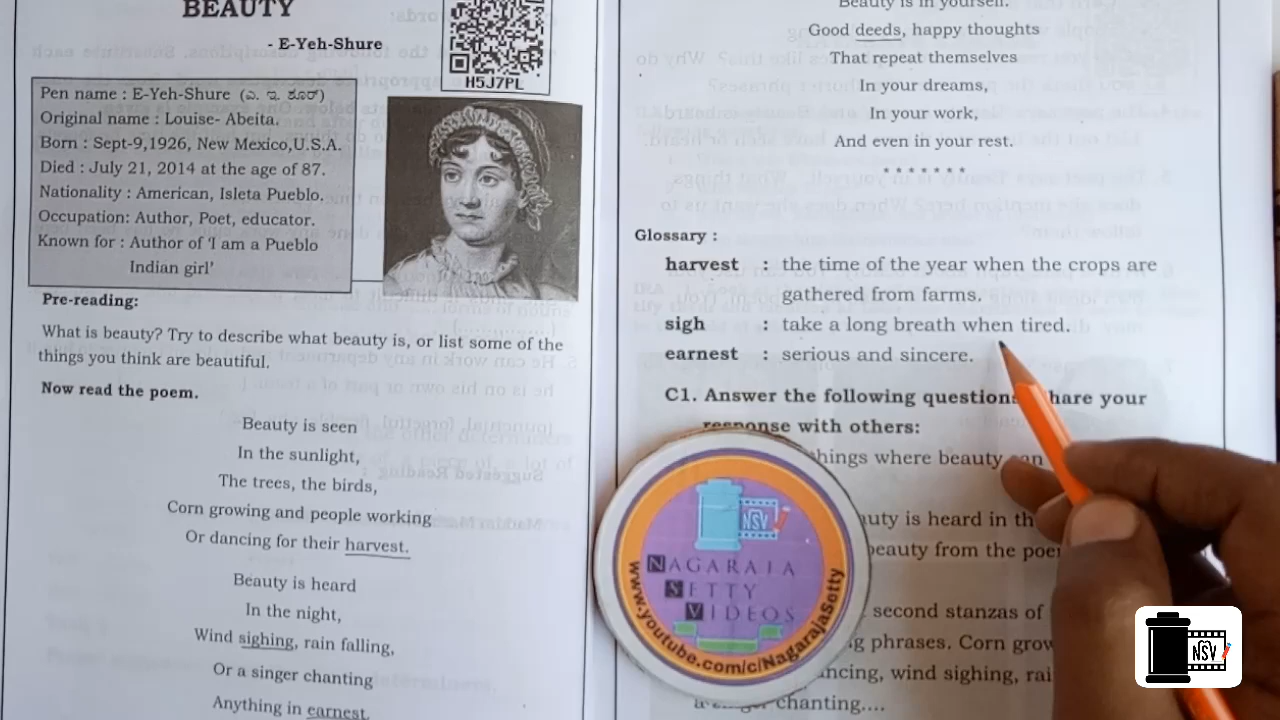 BEAUTY
- E-Yeh-Shure
H5J7PL
Pen name : E-Yeh-Shure (ಎ. ವಿ. ಶೂರ್)
Original name : Louise- Abeita.
Born : Sept-9,1926, New Mexico,U.S.A.
Died : July 21, 2014 at the age of 87.
Nationality : American, Isleta Pueblo.
Occupation: Author, Poet, educator.
Known for : Author of 'I am a Pueblo
Indian girl'
Pre-reading:
What is beauty? Try to describe what beauty is, or list some of the
things you think are beautiful.
Now read the poem.
Beauty is seen
In the sunlight,
The trees, the birds,
Corn growing and people working
Or dancing for their harvest.
Beauty is heard
In the night,
Wind sighing, rain falling,
Or a singer chanting
Anything in earnest.
Beauty is in yourself.
Good deeds, happy thoughts
That repeat themselves
In your dreams,
In your work,
And even in your rest.
* * * * * * *
Glossary :
harvest : the time of the year when the crops are
gathered from farms.
sigh : take a long breath when tired.
earnest : serious and sincere.
C1. Answer the following questions. Share your
response with others:
things where beauty can
beauty is heard in the
beauty from the
second stanzas of
phrases. Corn
dancing, wind sighing,
a singer chanting....
NSV
NAGARAJA
SETTY
VIDEOS
www.youtube.com/c/NagarajaSetty
NSV